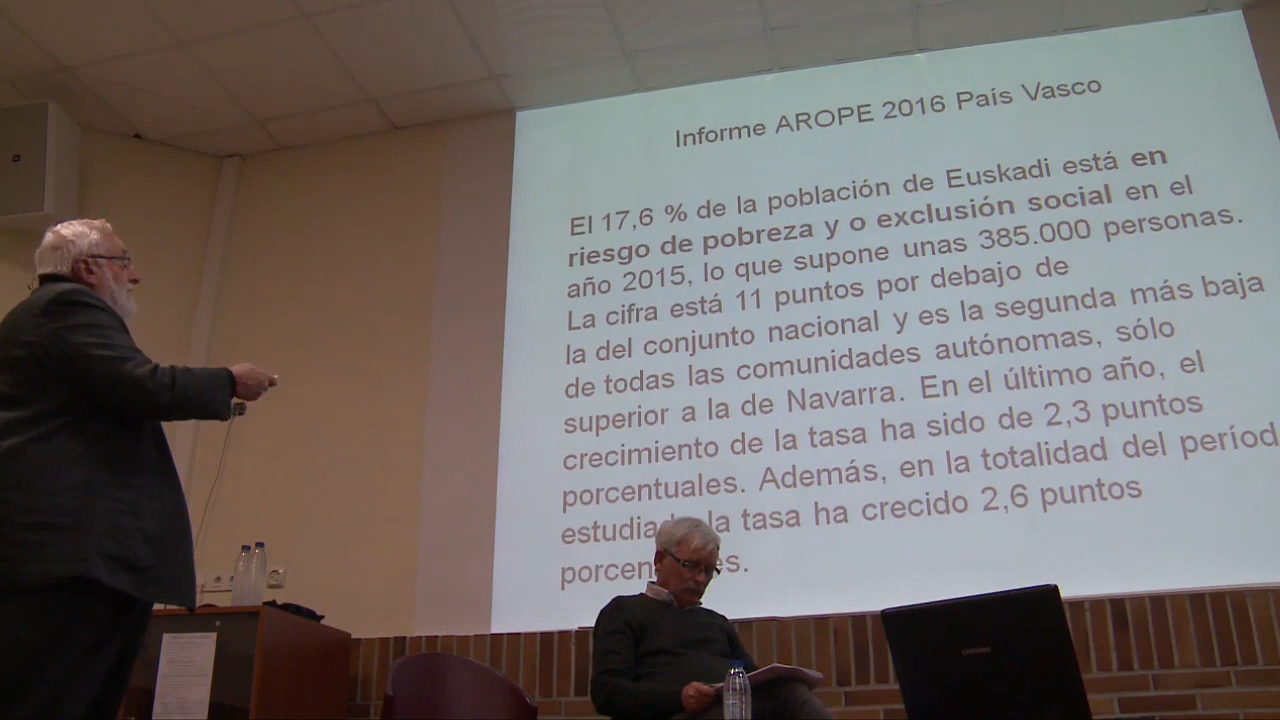 Informe AROPE 2016 País Vasco
El 17,6 % de la población de Euskadi está en
riesgo de pobreza y o exclusión social en el
año 2015, lo que supone unas 385.000 personas.
La cifra está 11 puntos por debajo de
la del conjunto nacional y es la segunda más baja
de todas las comunidades autónomas, sólo
superior a la de Navarra. En el último año, el
crecimiento de la tasa ha sido de 2,3 puntos
porcentuales. Además, en la totalidad del períod
estudia la tasa ha crecido 2,6 puntos
porcen es.